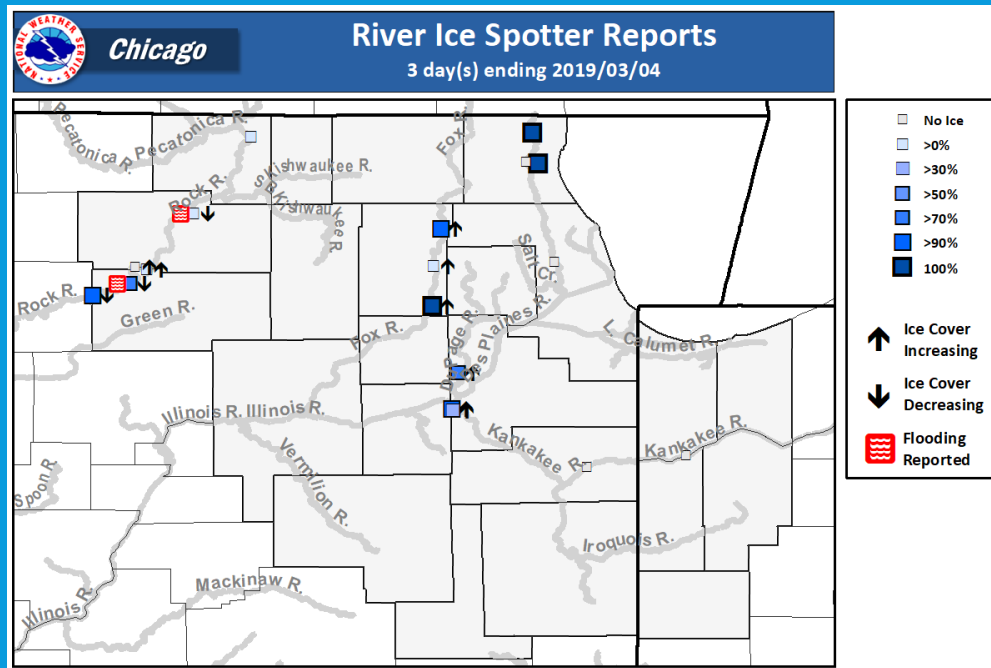 NATIONAL WEATHER SERVICE
Chicago
River Ice Spotter Reports
3 day(s) ending 2019/03/04
Pecatonica R.
Pecatonica R.
Fox R.
Kishwaukee R.
Rock R.
S Br Kishwaukee R.
Salt Cr.
Rock R.
Green R.
Fox R.
DuPage R.
Des Plaines R.
L. Calumet R.
Illinois R.
Illinois R.
Kankakee R.
Kankakee R.
Vermilion R.
Spoon R.
Iroquois R.
Mackinaw R.
Illinois R.
No Ice
>0%
>30%
>50%
>70%
>90%
100%
Ice Cover
Increasing
Ice Cover
Decreasing
Flooding
Reported